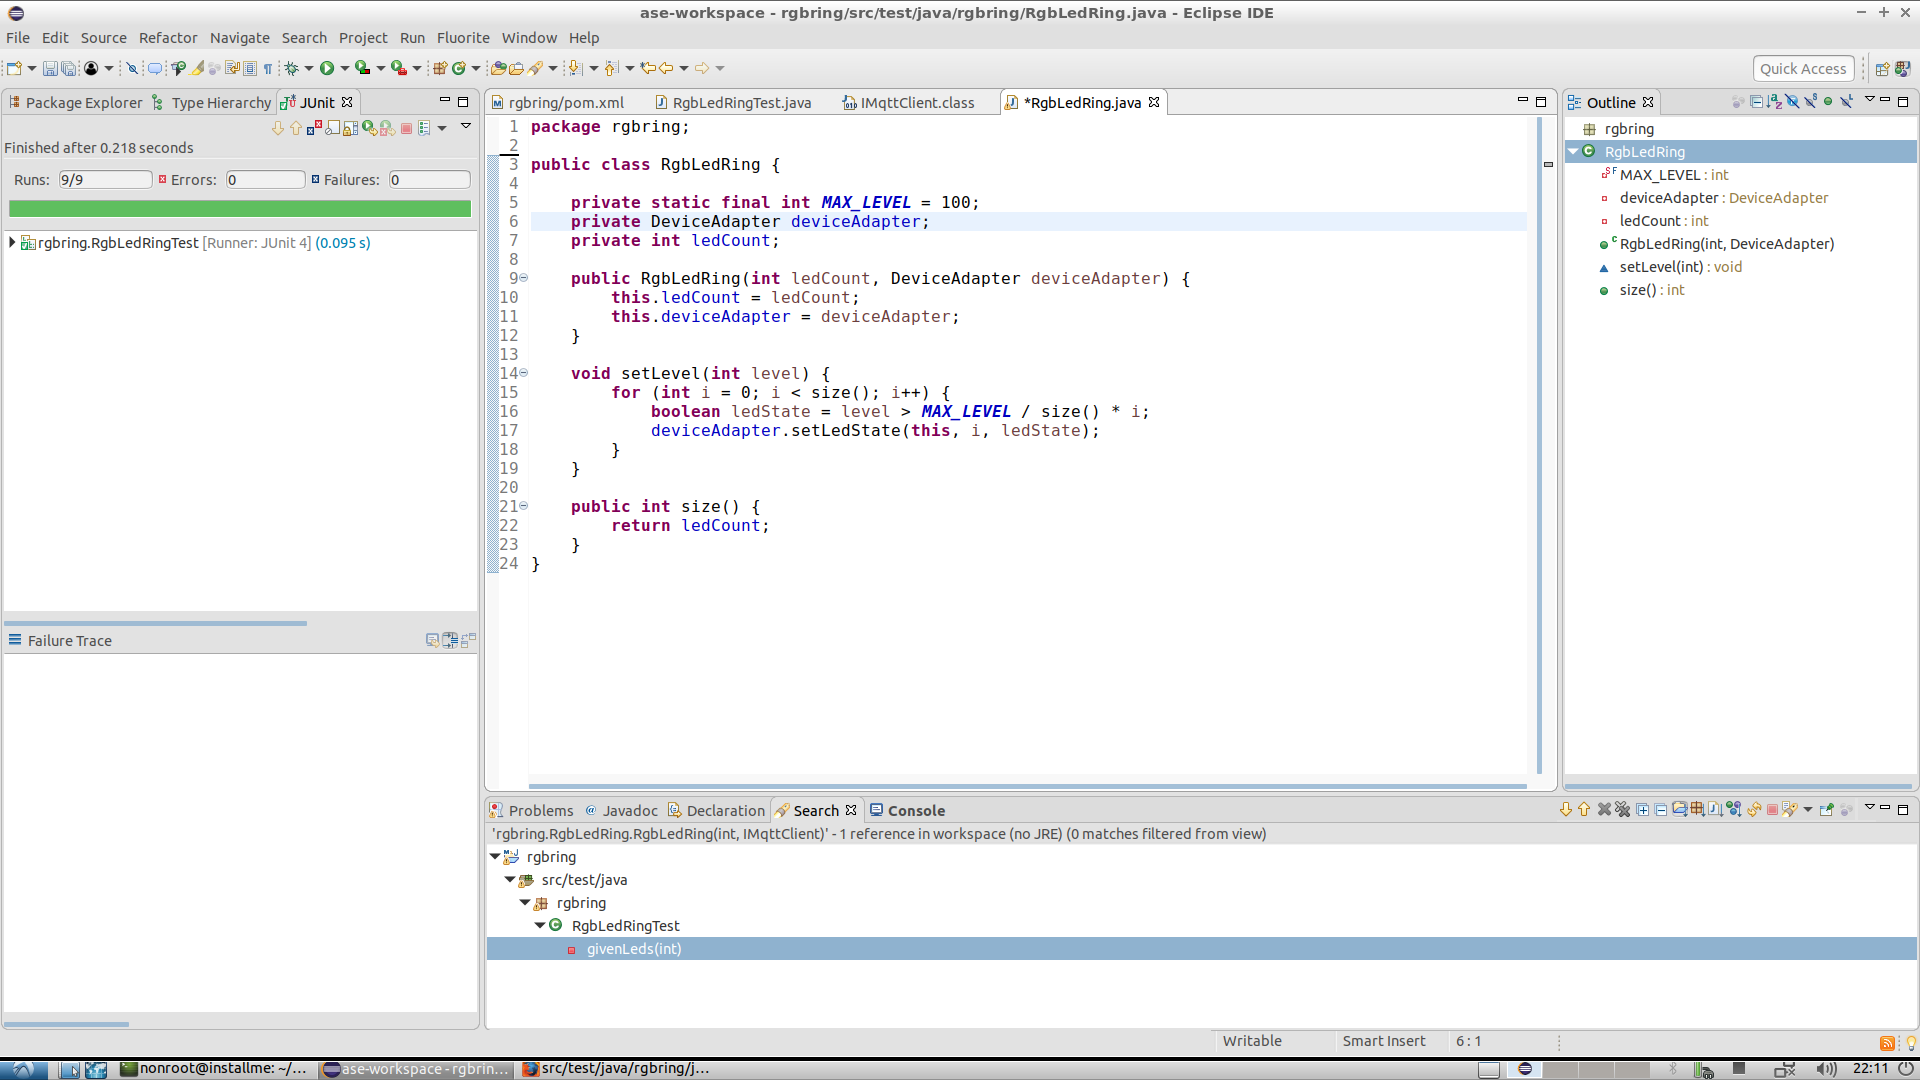 ase-workspace - rgbring/src/test/java/rgbring/RgbLedRing.java - Eclipse IDE
File Edit Source Refactor Navigate Search Project Run Fluorite Window Help
Quick Access
Package Explorer Type Hierarchy JUnit
Finished after 0.218 seconds
Runs: 9/9 Errors: 0 Failures: 0
rgbring.RgbLedRingTest [Runner: JUnit 4] (0.095 s)
Failure Trace
rgbring/pom.xml RgbLedRingTest.java IMqttClient.class *RgbLedRing.java
1 package rgbring;
2
3 public class RgbLedRing {
4
5 private static final int MAX_LEVEL = 100;
6 private DeviceAdapter deviceAdapter;
7 private int ledCount;
8
9 public RgbLedRing(int ledCount, DeviceAdapter deviceAdapter) {
10 this.ledCount = ledCount;
11 this.deviceAdapter = deviceAdapter;
12 }
13
14 void setLevel(int level) {
15 for (int i = 0; i < size(); i++) {
16 boolean ledState = level > MAX_LEVEL / size() * i;
17 deviceAdapter.setLedState(this, i, ledState);
18 }
19 }
20
21 public int size() {
22 return ledCount;
23 }
24 }
Outline
rgbring
RgbLedRing
MAX_LEVEL : int
deviceAdapter : DeviceAdapter
ledCount : int
RgbLedRing(int, DeviceAdapter)
setLevel(int) : void
size() : int
Problems Javadoc Declaration Search Console
'rgbring.RgbLedRing.RgbLedRing(int, IMqttClient)' - 1 reference in workspace (no JRE) (0 matches filtered from view)
rgbring
src/test/java
rgbring
RgbLedRingTest
givenLeds(int)
Writable Smart Insert 6 : 1
nonroot@installme: ~/... ase-workspace - rgbrin... src/test/java/rgbring/j... 22:11